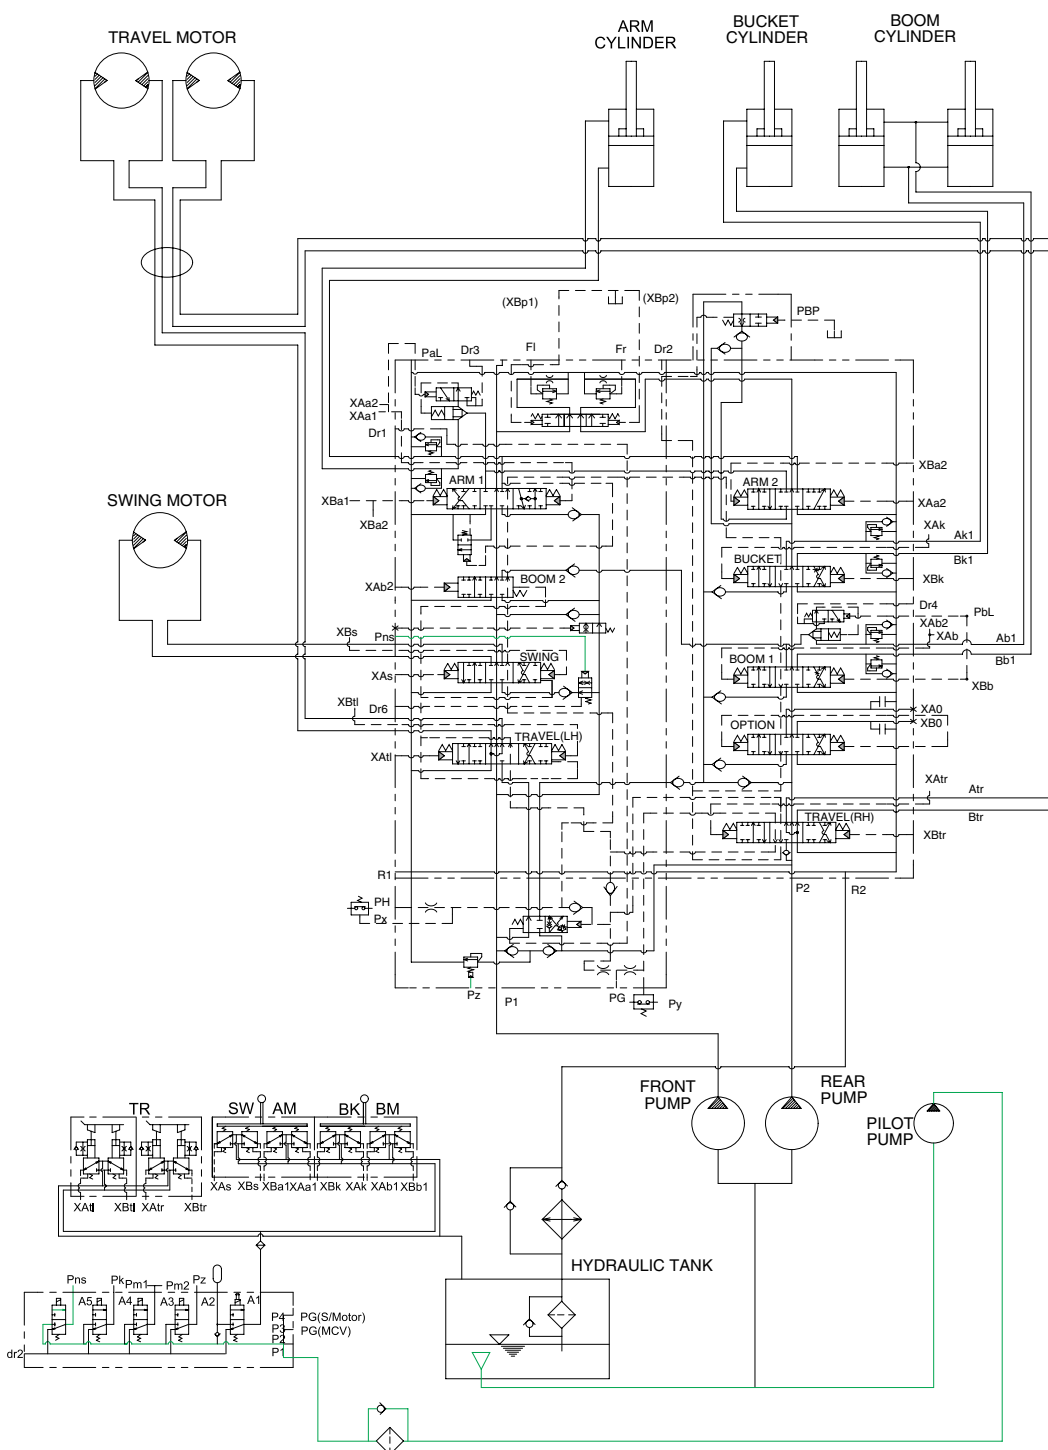 TRAVEL MOTOR
ARM
CYLINDER
BUCKET
CYLINDER
BOOM
CYLINDER
(XBp1)
(XBp2)
PBP
PaL
Dr3
Fl
Fr
Dr2
XAa2
XAa1
Dr1
ARM 1
ARM 2
XBa2
SWING MOTOR
XBa1
XBa2
XAa2
XAk
Ak1
BUCKET
Bk1
XAb2
BOOM 2
XBk
Dr4
PbL
XAb2
XAb
XBs
Pns
Ab1
SWING
BOOM 1
Bb1
XAs
XBb
XBtl
Dr6
XA0
XB0
OPTION
TRAVEL(LH)
XAtl
XAtr
Atr
TRAVEL(RH)
Btr
XBtr
R1
P2
R2
PH
Px
Pz
P1
PG
Py
FRONT
PUMP
REAR
PUMP
PILOT
PUMP
TR
SW
AM
BK
BM
XAtl
XBtl
XAtr
XBtr
XAs
XBs
XBa1
XAa1
XBk
XAk
XAb1
XBb1
HYDRAULIC TANK
Pns
Pk
Pm1
Pm2
Pz
A5
A4
A3
A2
A1
P4
PG(S/Motor)
P3
PG(MCV)
P2
P1
dr2